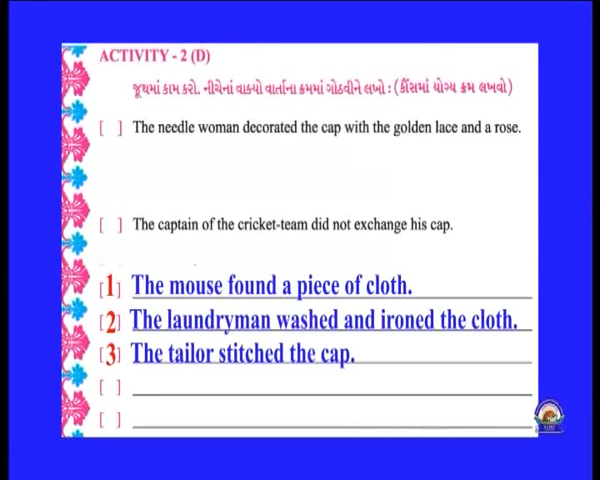 ACTIVITY - 2 (D)
જૂથમાં કામ કરો. નીચેનાં વાક્યો વાર્તાના ક્રમમાં ગોઠવીને લખો : (કૌંસમાં યોગ્ય ક્રમ લખવો)
[ ] The needle woman decorated the cap with the golden lace and a rose.
[ ] The captain of the cricket-team did not exchange his cap.
[1] The mouse found a piece of cloth.
[2] The laundryman washed and ironed the cloth.
[3] The tailor stitched the cap.
[ ]
[ ]